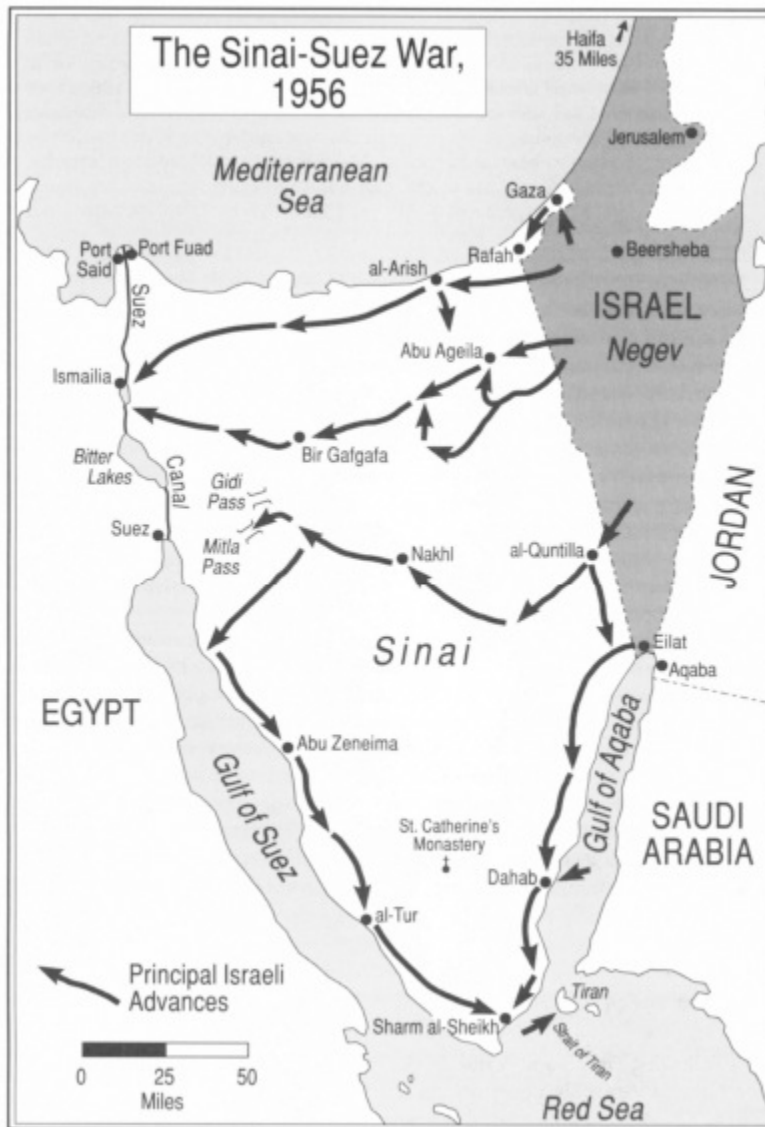 The Sinai-Suez War,
1956
Haifa
35 Miles
Jerusalem
Mediterranean
Sea
Gaza
Port
Said
Port Fuad
Rafah
Beersheba
al-Arish
Suez
ISRAEL
Negev
Abu Ageila
Ismailia
Bir Gafgafa
Bitter
Lakes
Canal
Gidi
Pass
Suez
Mitla
Pass
Nakhl
al-Quntilla
JORDAN
Sinai
Eilat
Aqaba
EGYPT
Abu Zeneima
Gulf of Suez
Gulf of Aqaba
St. Catherine's
Monastery
SAUDI
ARABIA
Dahab
al-Tur
Principal Israeli
Advances
Tiran
Sharm al-Sheikh
Strait of Tiran
0
25
50
Miles
Red Sea